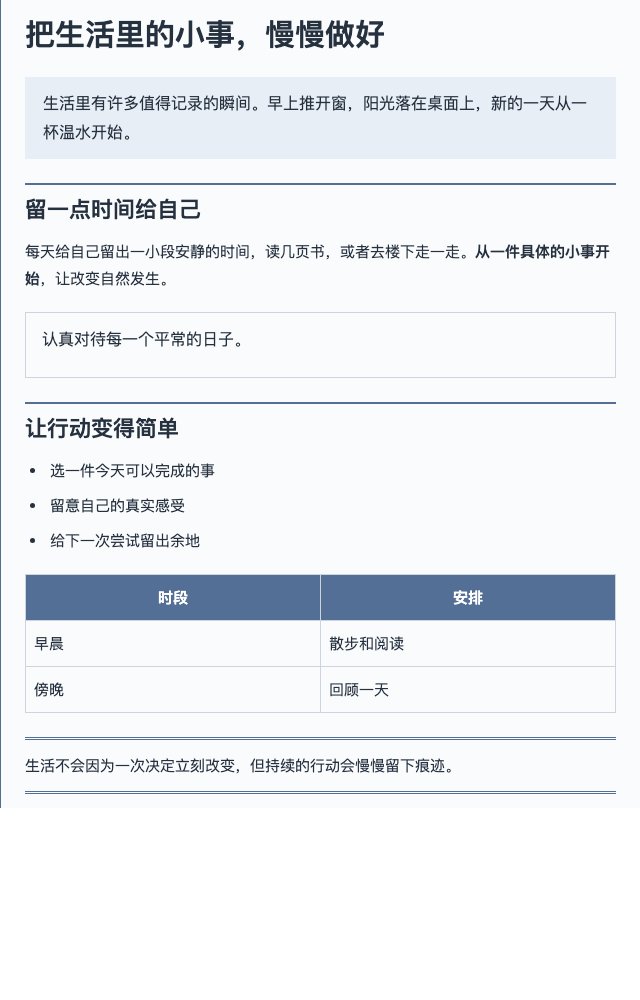 把生活里的小事，慢慢做好
生活里有许多值得记录的瞬间。早上推开窗，阳光落在桌面上，新的一天从一
杯温水开始。
留一点时间给自己
每天给自己留出一小段安静的时间，读几页书，或者去楼下走一走。从一件具体的小事开
始，让改变自然发生。
认真对待每一个平常的日子。
让行动变得简单
• 选一件今天可以完成的事
• 留意自己的真实感受
• 给下一次尝试留出余地
时段 安排
早晨 散步和阅读
傍晚 回顾一天
生活不会因为一次决定立刻改变，但持续的行动会慢慢留下痕迹。